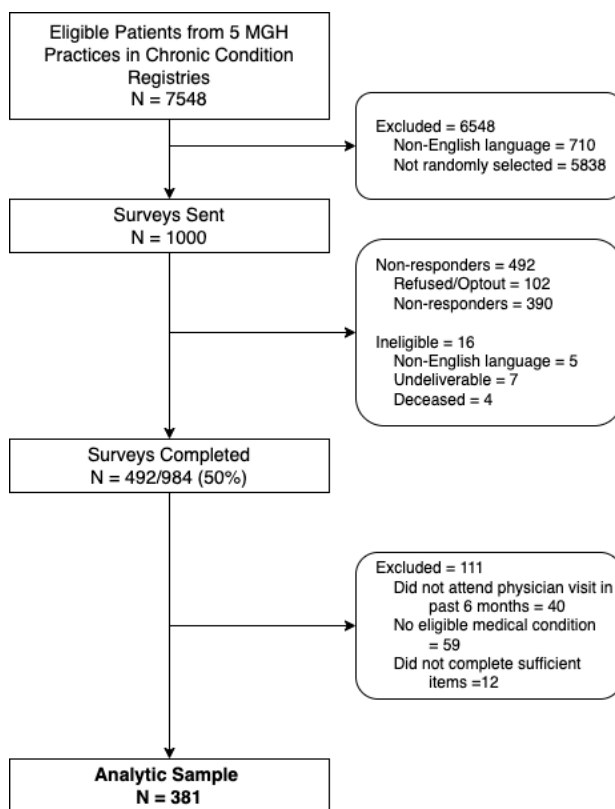 Eligible Patients from 5 MGH
Practices in Chronic Condition
Registries
N = 7548
Excluded = 6548
Non-English language = 710
Not randomly selected = 5838
Surveys Sent
N = 1000
Non-responders = 492
Refused/Optout = 102
Non-responders = 390
Ineligible = 16
Non-English language = 5
Undeliverable = 7
Deceased = 4
Surveys Completed
N = 492/984 (50%)
Excluded = 111
Did not attend physician visit in
past 6 months = 40
No eligible medical condition
= 59
Did not complete sufficient
items =12
Analytic Sample
N = 381